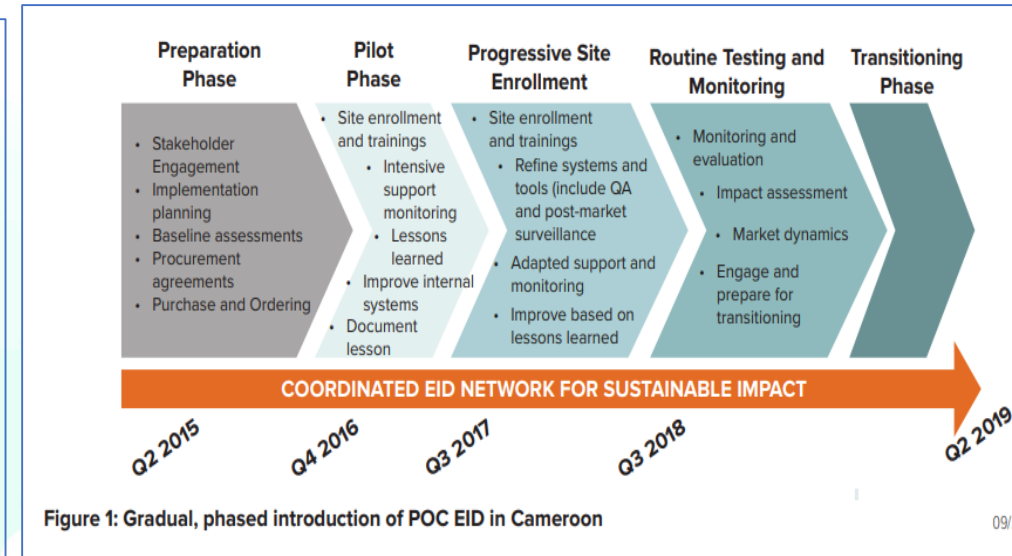 Preparation
Phase
Pilot
Phase
Progressive Site
Enrollment
Routine Testing and
Monitoring
Transitioning
Phase
• Stakeholder
Engagement
• Implementation
planning
• Baseline assessments
• Procurement
agreements
• Purchase and Ordering
• Site enrollment
and trainings
• Intensive
support
monitoring
• Lessons
learned
• Improve internal
systems
• Document
lesson
• Site enrollment
and trainings
• Refine systems and
tools (include QA
and post-market
surveillance
• Adapted support and
monitoring
• Improve based on
lessons learned
• Monitoring and
evaluation
• Impact assessment
• Market dynamics
• Engage and
prepare for
transitioning
COORDINATED EID NETWORK FOR SUSTAINABLE IMPACT
Q2 2015
Q4 2016
Q3 2017
Q3 2018
Q2 2019
Figure 1: Gradual, phased introduction of POC EID in Cameroon
09/